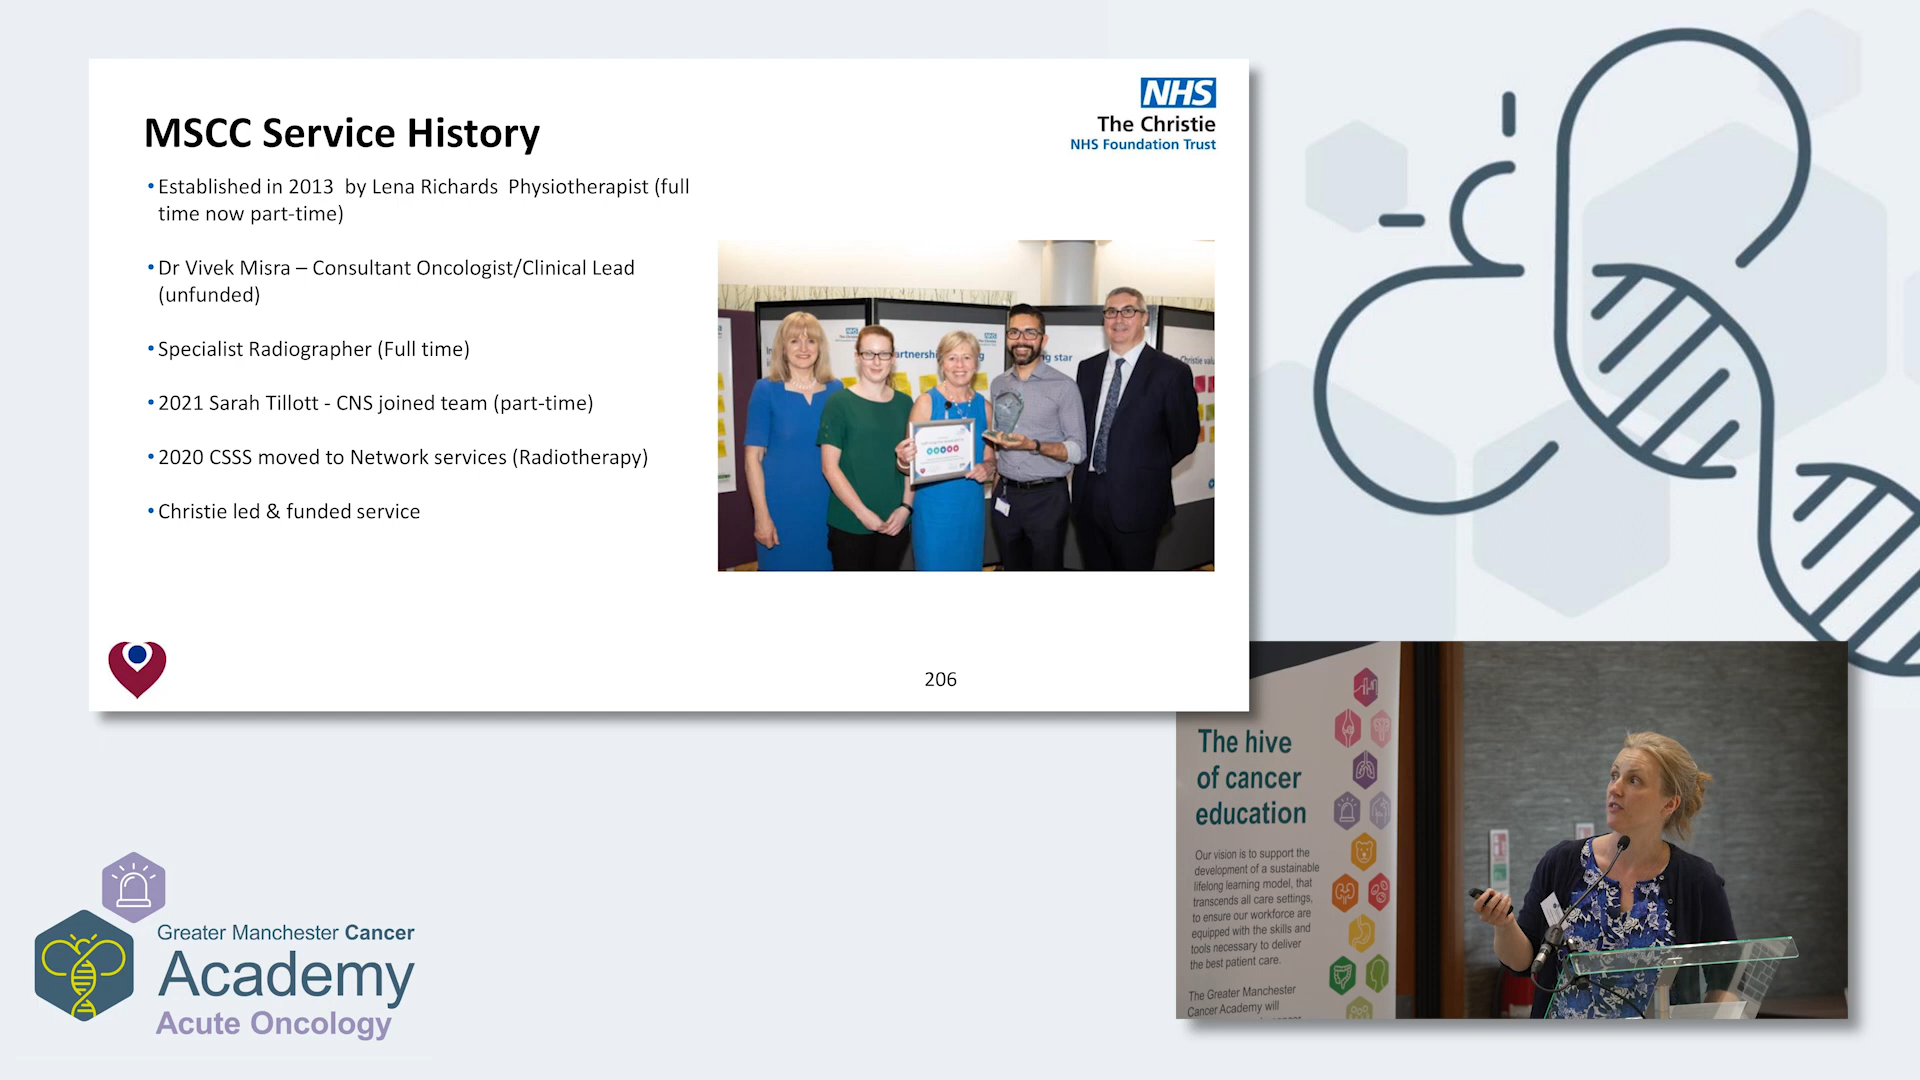 MSCC Service History
NHS
The Christie
NHS Foundation Trust
•Established in 2013 by Lena Richards Physiotherapist (full
time now part-time)
•Dr Vivek Misra – Consultant Oncologist/Clinical Lead
(unfunded)
•Specialist Radiographer (Full time)
•2021 Sarah Tillott - CNS joined team (part-time)
•2020 CSSS moved to Network services (Radiotherapy)
•Christie led & funded service
206
The hive
of cancer
education
Our vision is to support the
development of a sustainable
lifelong learning model, that
transcends all care settings,
to ensure our workforce are
equipped with the skills and
tools necessary to deliver
the best patient care.
The Greater Manchester
Cancer Academy will
Greater Manchester Cancer
Academy
Acute Oncology